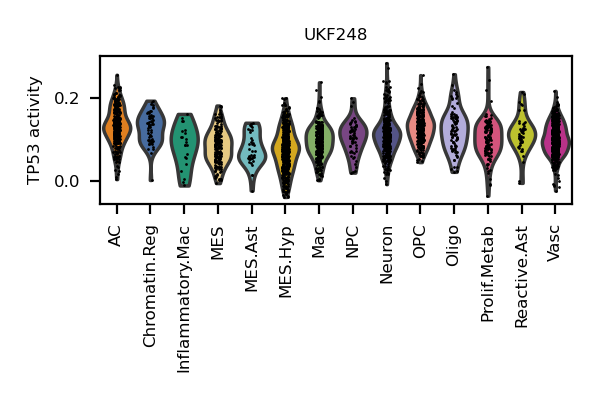 UKF248
TP53 activity
0.2
0.0
AC
Chromatin.Reg
Inflammatory.Mac
MES
MES.Ast
MES.Hyp
Mac
NPC
Neuron
OPC
Oligo
Prolif.Metab
Reactive.Ast
Vasc